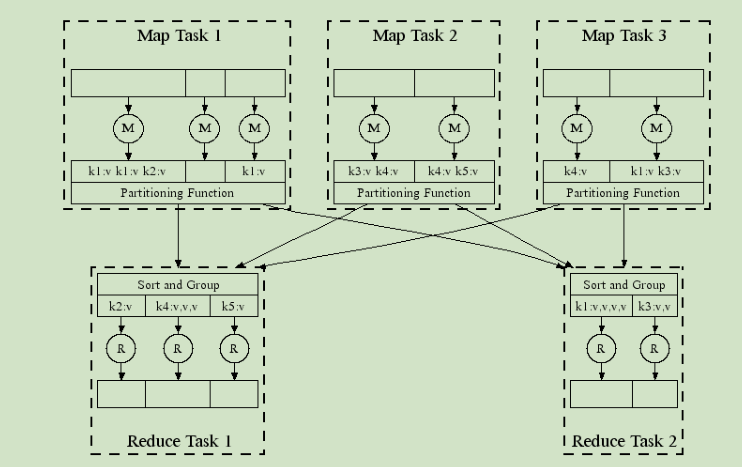 Map Task 1 Map Task 2 Map Task 3
M M M M M M M
k1:v k1:v k2:v k1:v k3:v k4:v k4:v k5:v k4:v k1:v k3:v
Partitioning Function Partitioning Function Partitioning Function
Sort and Group Sort and Group
k2:v k4:v,v,v k5:v k1:v,v,v,v k3:v,v
R R R R R
Reduce Task 1 Reduce Task 2